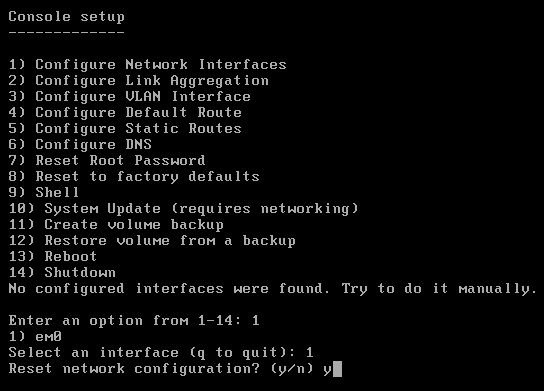 Console setup
-------------
1) Configure Network Interfaces
2) Configure Link Aggregation
3) Configure VLAN Interface
4) Configure Default Route
5) Configure Static Routes
6) Configure DNS
7) Reset Root Password
8) Reset to factory defaults
9) Shell
10) System Update (requires networking)
11) Create volume backup
12) Restore volume from a backup
13) Reboot
14) Shutdown
No configured interfaces were found. Try to do it manually.
Enter an option from 1-14: 1
1) em0
Select an interface (q to quit): 1
Reset network configuration? (y/n) y